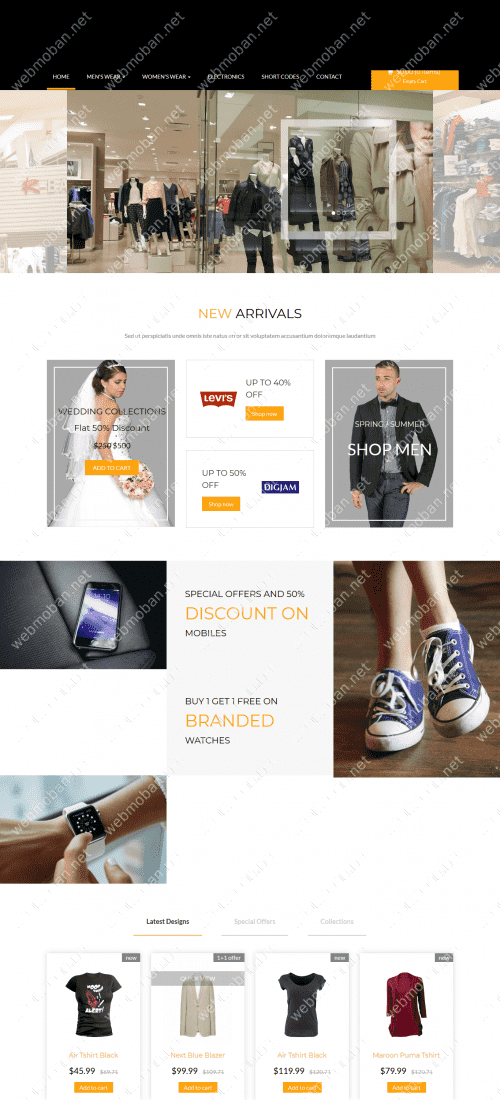 HOME MEN'S WEAR WOMEN'S WEAR ELECTRONICS SHORT CODES CONTACT
Empty Cart
NEW ARRIVALS
Sed ut perspiciatis unde omnis iste natus error sit voluptatem accusantium doloremque laudantium
WEDDING COLLECTIONS
Flat 50% Discount
$250 $500
ADD TO CART
LEVI'S
UP TO 40%
OFF
Shop now
UP TO 50%
OFF
Shop now
DIGJAM
SPRING / SUMMER
SHOP MEN
SPECIAL OFFERS AND 50%
DISCOUNT ON
MOBILES
BUY 1 GET 1 FREE ON
BRANDED
WATCHES
Latest Designs Special Offers Collections
new
1+1 offer
new
new
QUICK VIEW
Air Tshirt Black
$45.99 $69.71
Add to cart
Next Blue Blazer
$99.99 $109.71
Add to cart
Air Tshirt Black
$119.99 $120.71
Add to cart
Maroon Puma Tshirt
$79.99 $120.71
Add to cart
webmoban.net